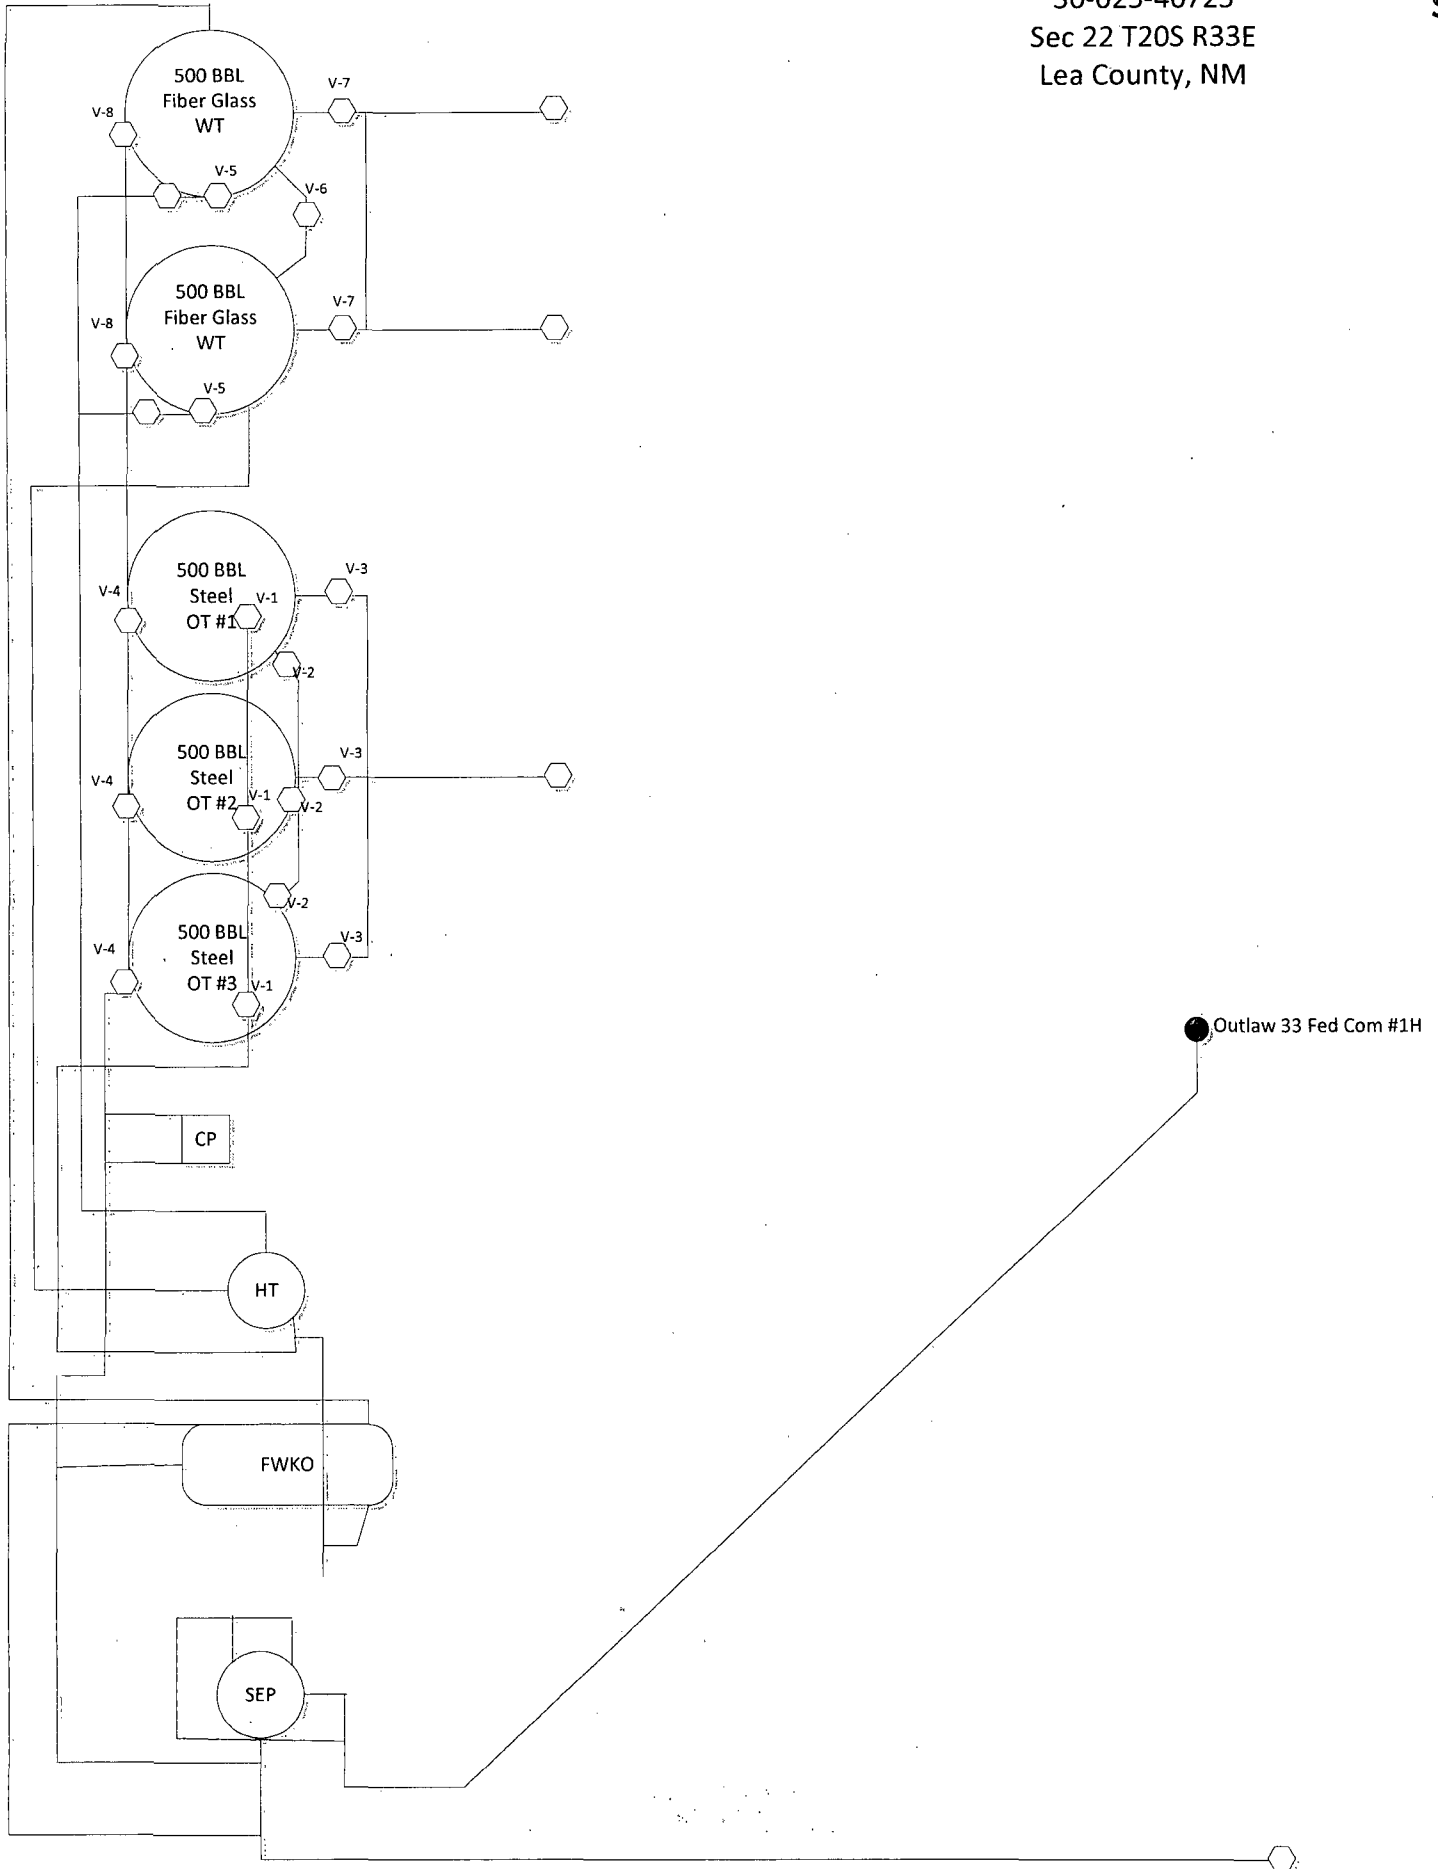 Sec 22 T20S R33E
Lea County, NM
500 BBL
Fiber Glass
WT
V-7
V-8
V-5
V-6
500 BBL
Fiber Glass
WT
V-7
V-8
V-5
500 BBL
Steel
OT #1
V-3
V-4
V-1
V-2
500 BBL
Steel
OT #2
V-3
V-4
V-1
V-2
500 BBL
Steel
OT #3
V-2
V-3
V-4
V-1
Outlaw 33 Fed Com #1H
CP
HT
FWKO
SEP